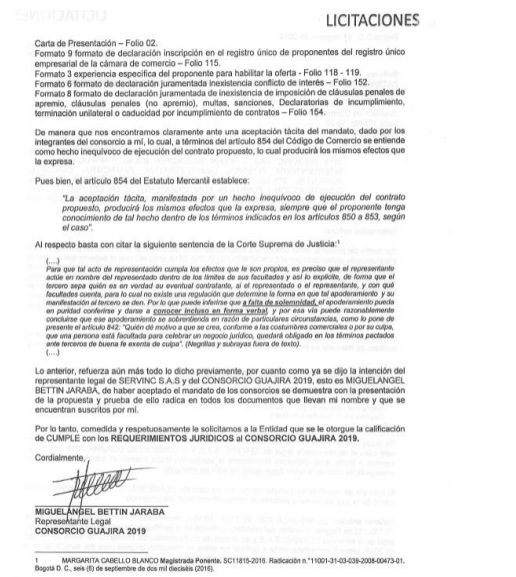 LICITACIONES
Carta de Presentación – Folio 02.
Formato 9 formato de declaración inscripción en el registro único de proponentes del registro único
empresarial de la cámara de comercio – Folio 115.
Formato 3 experiencia especifica del proponente para habilitar la oferta - Folio 118 - 119.
Formato 6 formato de declaración juramentada inexistencia conflicto de interés – Folio 152.
Formato 8 formato de declaración juramentada de inexistencia de imposición de cláusulas penales de
apremio, cláusulas penales (no apremio), multas, sanciones, Declaratorias de incumplimiento,
terminación unilateral o caducidad por incumplimiento de contratos – Folio 154.
De manera que nos encontramos claramente ante una aceptación tácita del mandato, dado por los
integrantes del consorcio a mí, lo cual, a términos del artículo 854 del Código de Comercio se entiende
como hecho inequívoco de ejecución del contrato propuesto, lo cual producirá los mismos efectos que
la expresa.
Pues bien, el artículo 854 del Estatuto Mercantil establece:
"La aceptación tácita, manifestada por un hecho inequívoco de ejecución del contrato
propuesto, producirá los mismos efectos que la expresa, siempre que el proponente tenga
conocimiento de tal hecho dentro de los términos indicados en los artículos 850 a 853, según
el caso".
Al respecto basta con citar la siguiente sentencia de la Corte Suprema de Justicia:¹
(…)
Para que tal acto de representación cumpla los efectos que le son propios, es preciso que el representante
actúe en nombre del representado dentro de los límites de sus facultades y así lo explicite, de forma que el
tercero sepa quién es en verdad su eventual contratante, si el representado o el representante, y con qué
facultades cuenta, para lo cual no existe una regulación que determine la forma en que tal apoderamiento y su
manifestación al tercero se den. Por lo que puede inferirse que a falta de solemnidad, el apoderamiento pueda
en puridad conferirse y darse a conocer incluso en forma verbal, y por esa vía puede razonablemente
concluirse que ese apoderamiento se sobrentienda en razón de particulares circunstancias, como lo pone de
presente el artículo 842: "Quién dé motivo a que se crea, conforme a las costumbres comerciales o por su culpa,
que una persona está facultada para celebrar un negocio jurídico, quedará obligado en los términos pactados
ante terceros de buena fe exenta de culpa". (Negrillas y subrayas fuera de texto).
(…)
Lo anterior, refuerza aún más todo lo dicho previamente, por cuanto como ya se dijo la intención del
representante legal de SERVINC S.A.S y del CONSORCIO GUAJIRA 2019, esto es MIGUELANGEL
BETTIN JARABA, de haber aceptado el mandato de los consorcios se demuestra con la presentación
de la propuesta y prueba de ello radica en todos los documentos que llevan mi nombre y que se
encuentran suscritos por mí.
Por lo tanto, comedida y respetuosamente le solicitamos a la Entidad que se le otorgue la calificación
de CUMPLE con los REQUERIMIENTOS JURIDICOS al CONSORCIO GUAJIRA 2019.
Cordialmente,
MIGUELANGEL BETTIN JARABA
Representante Legal
CONSORCIO GUAJIRA 2019
1 MARGARITA CABELLO BLANCO Magistrada Ponente. SC11815-2016. Radicación n.°11001-31-03-039-2008-00473-01.
Bogotá D. C., seis (6) de septiembre de dos mil dieciséis (2016).